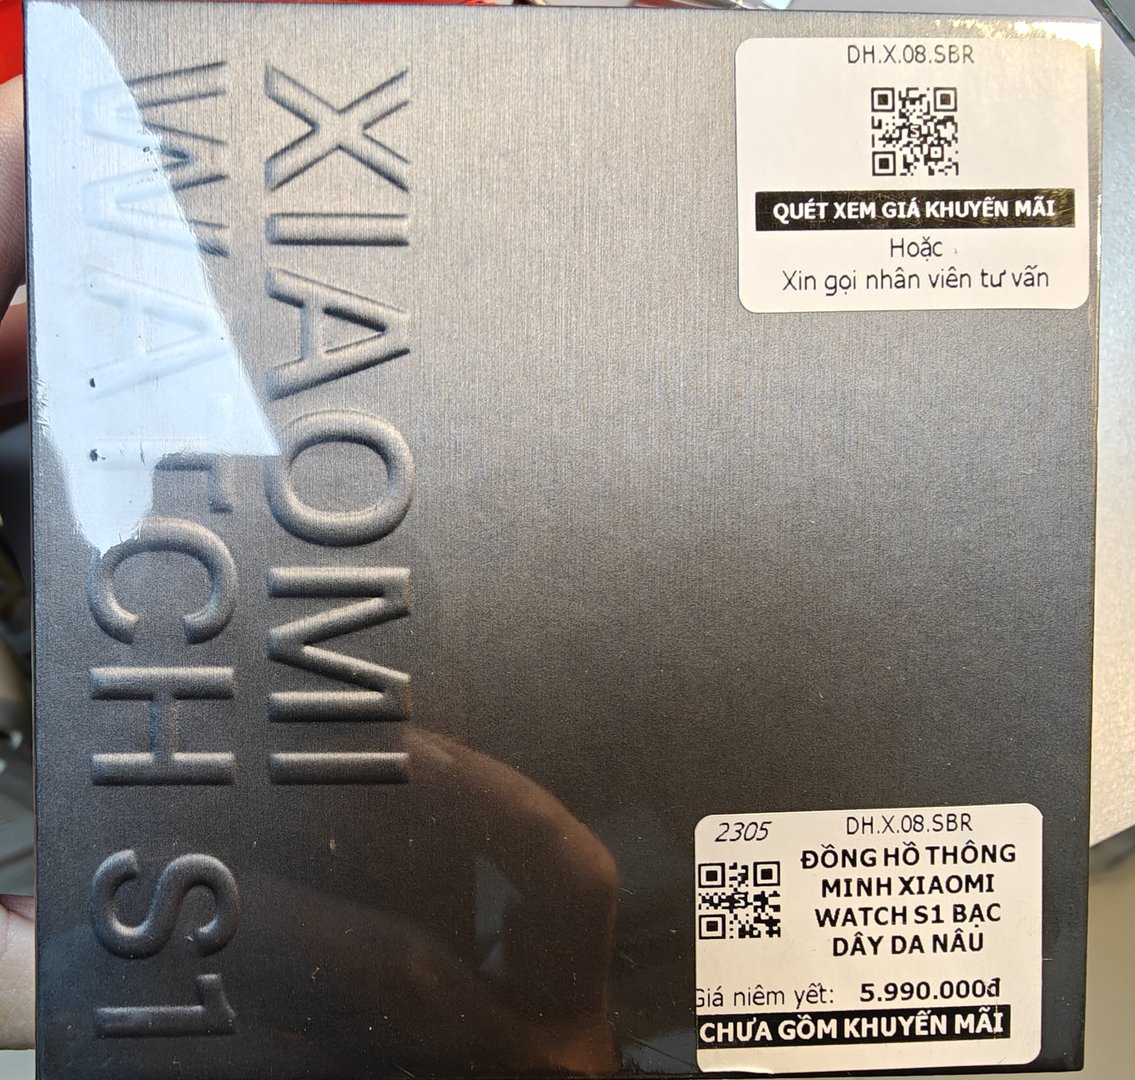 XIAOMI
WATCH S1
DH.X.08.SBR
QUÉT XEM GIÁ KHUYẾN MÃI
Hoặc
Xin gọi nhân viên tư vấn
2305
DH.X.08.SBR
ĐỒNG HỒ THÔNG
MINH XIAOMI
WATCH S1 BẠC
DÂY DA NÂU
Giá niêm yết: 5.990.000đ
CHƯA GỒM KHUYẾN MÃI